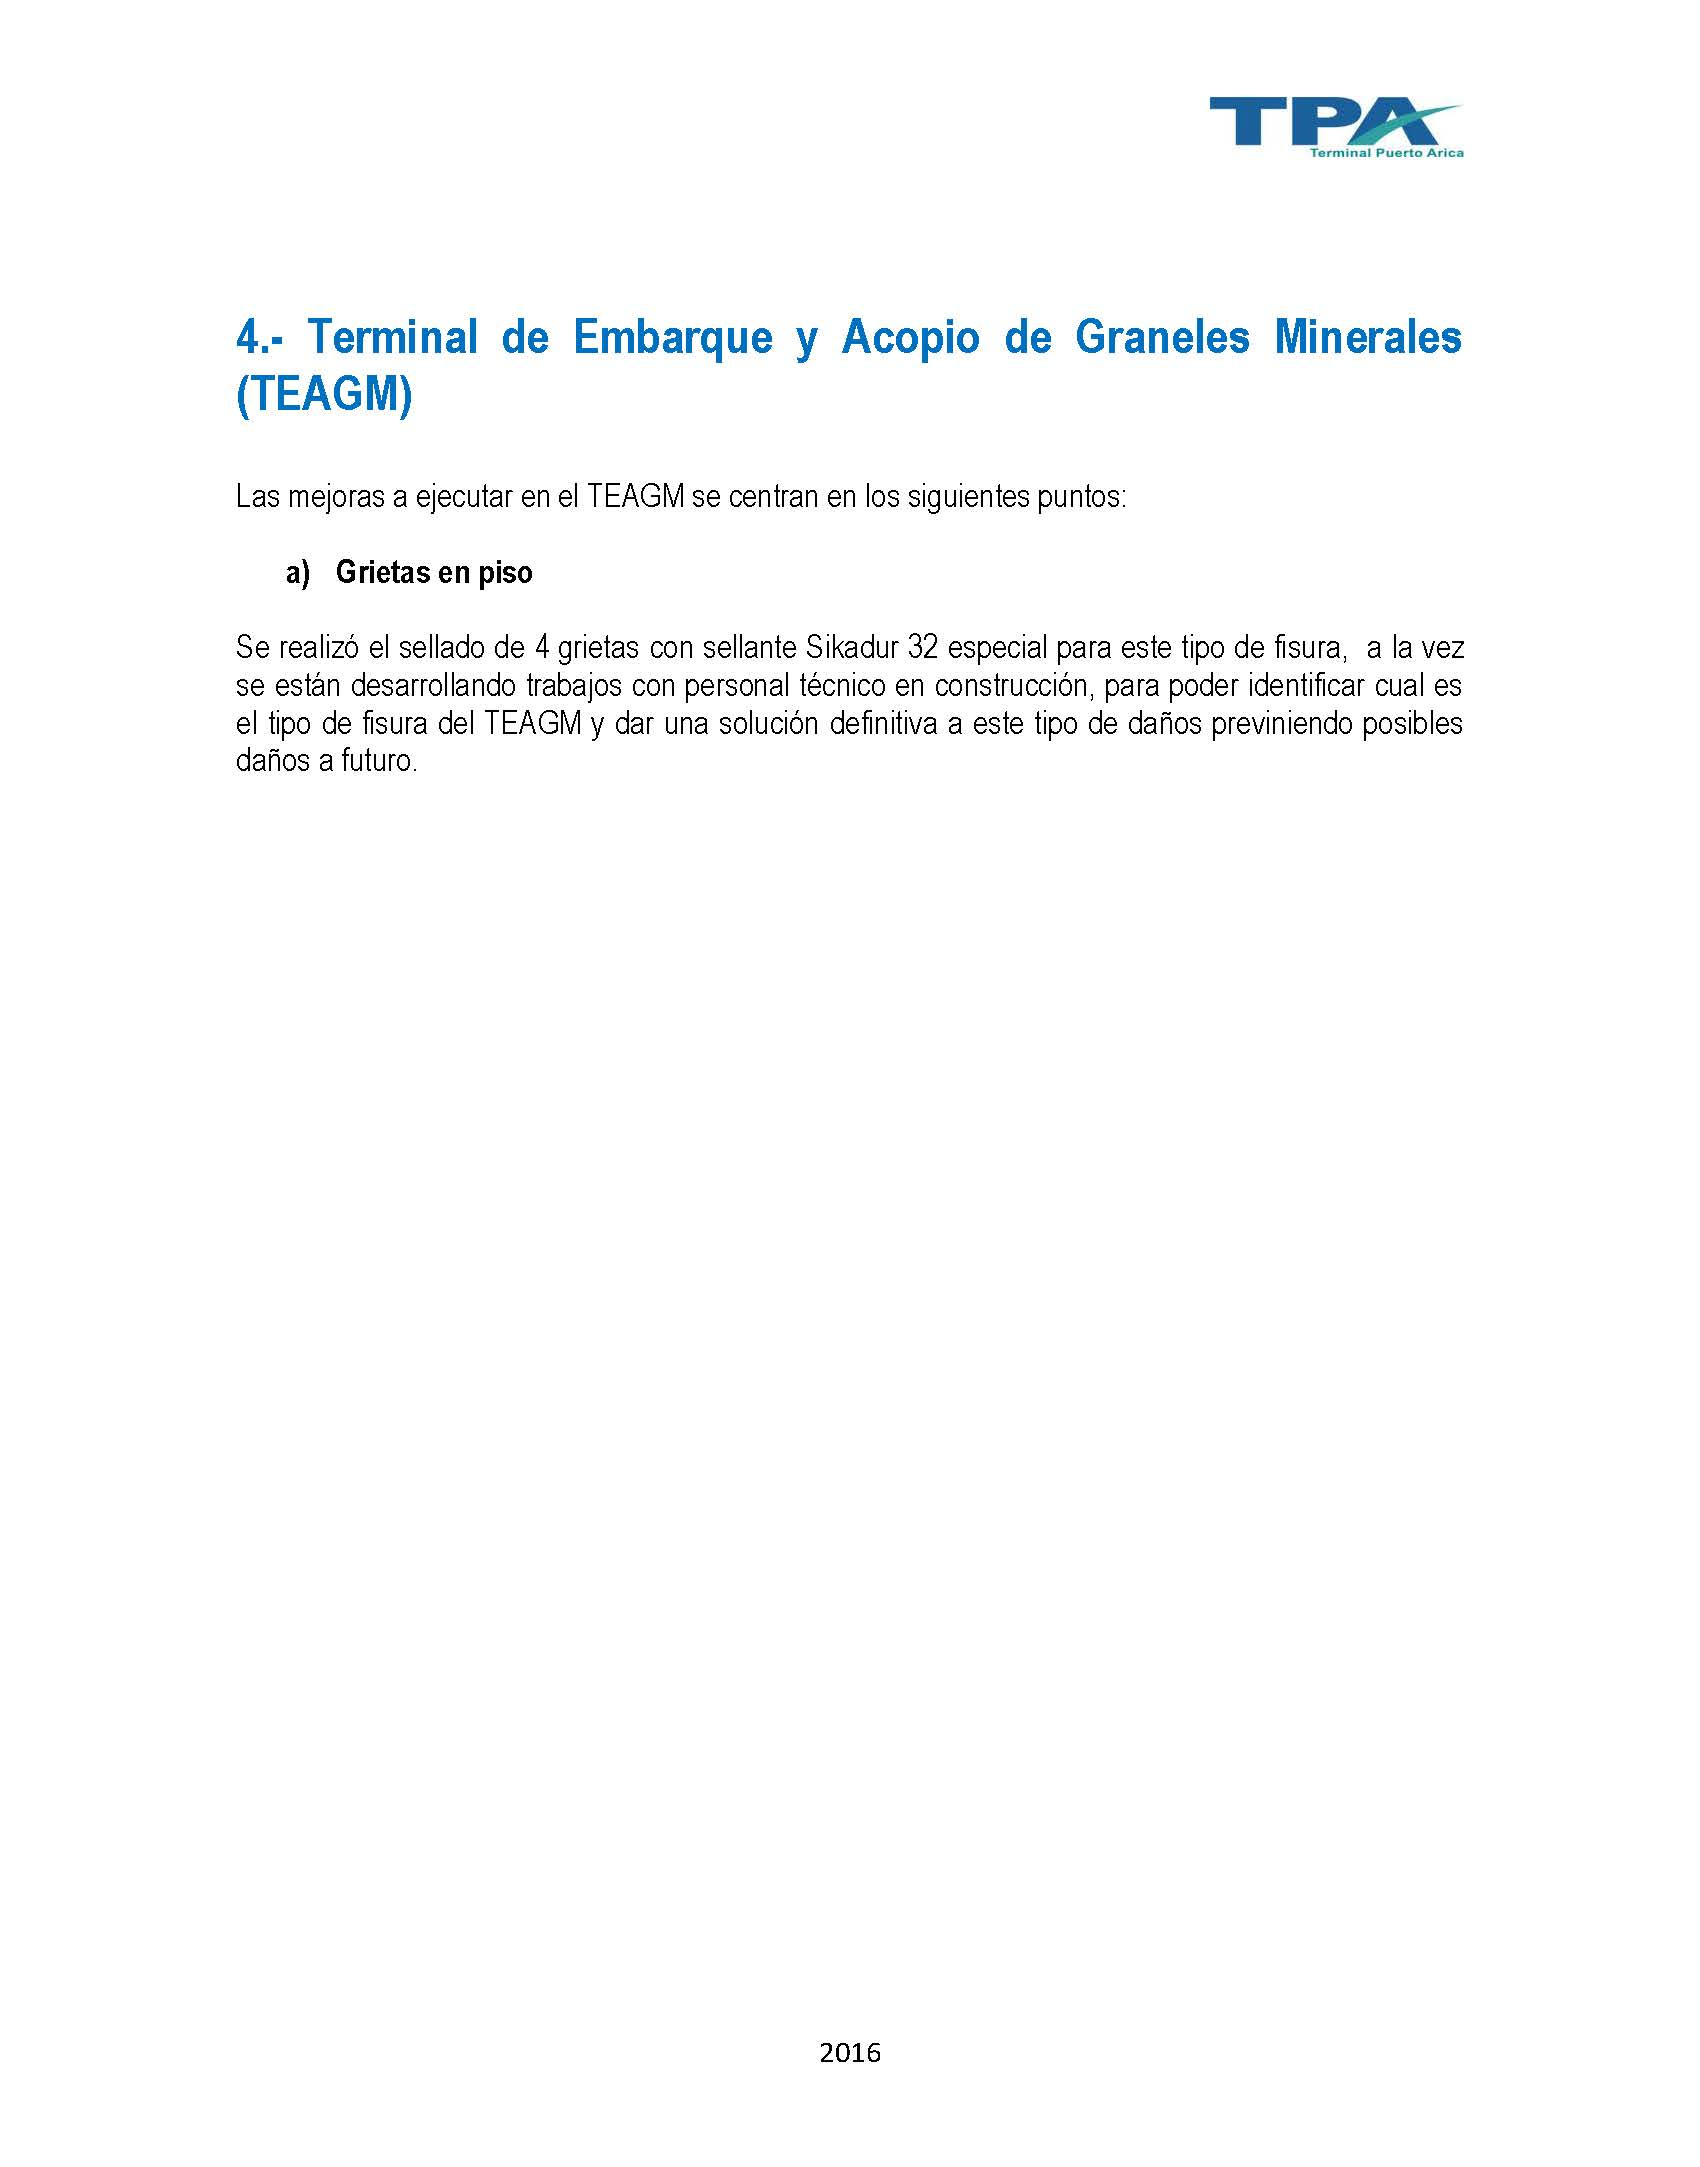 TPA
Terminal Puerto Arica
4.- Terminal de Embarque y Acopio de Graneles Minerales
(TEAGM)
Las mejoras a ejecutar en el TEAGM se centran en los siguientes puntos:
a) Grietas en piso
Se realizó el sellado de 4 grietas con sellante Sikadur 32 especial para este tipo de fisura, a la vez
se están desarrollando trabajos con personal técnico en construcción, para poder identificar cual es
el tipo de fisura del TEAGM y dar una solución definitiva a este tipo de daños previniendo posibles
daños a futuro.
2016